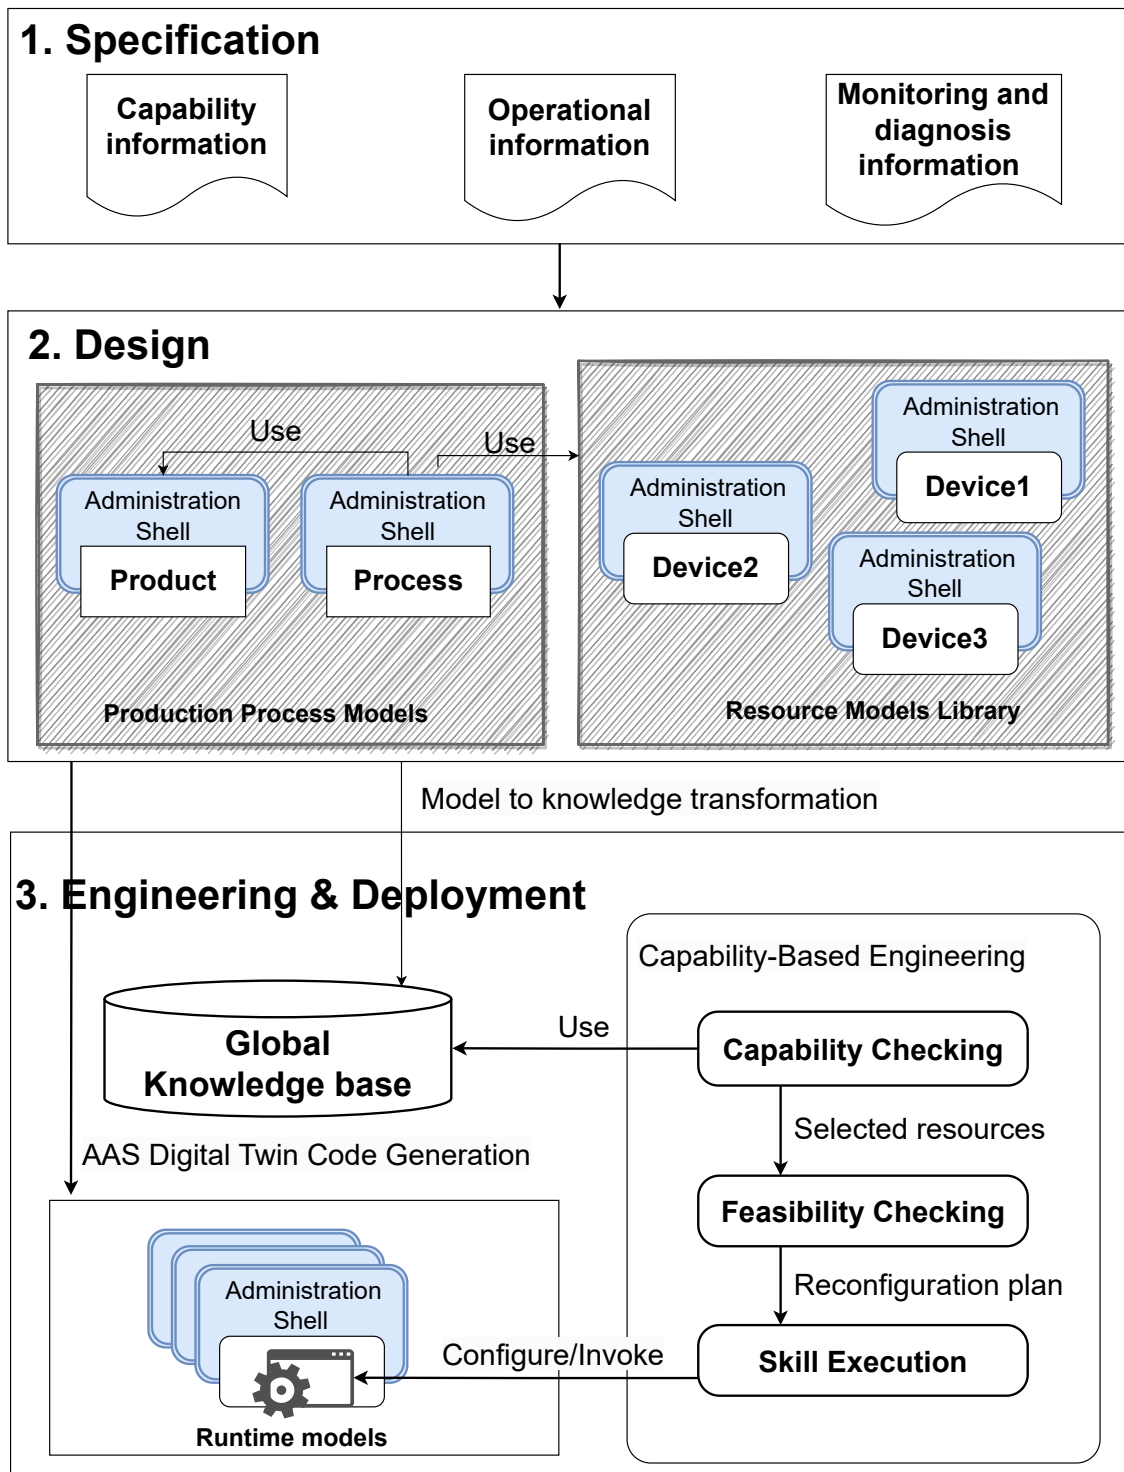 1. Specification
Capability
information
Operational
information
Monitoring and
diagnosis
information
2. Design
Use
Use
Administration
Shell
Product
Administration
Shell
Process
Production Process Models
Administration
Shell
Device1
Administration
Shell
Device2
Administration
Shell
Device3
Resource Models Library
Model to knowledge transformation
3. Engineering & Deployment
Capability-Based Engineering
Global
Knowledge base
Use
Capability Checking
Selected resources
AAS Digital Twin Code Generation
Feasibility Checking
Reconfiguration plan
Administration
Shell
Configure/Invoke
Skill Execution
Runtime models